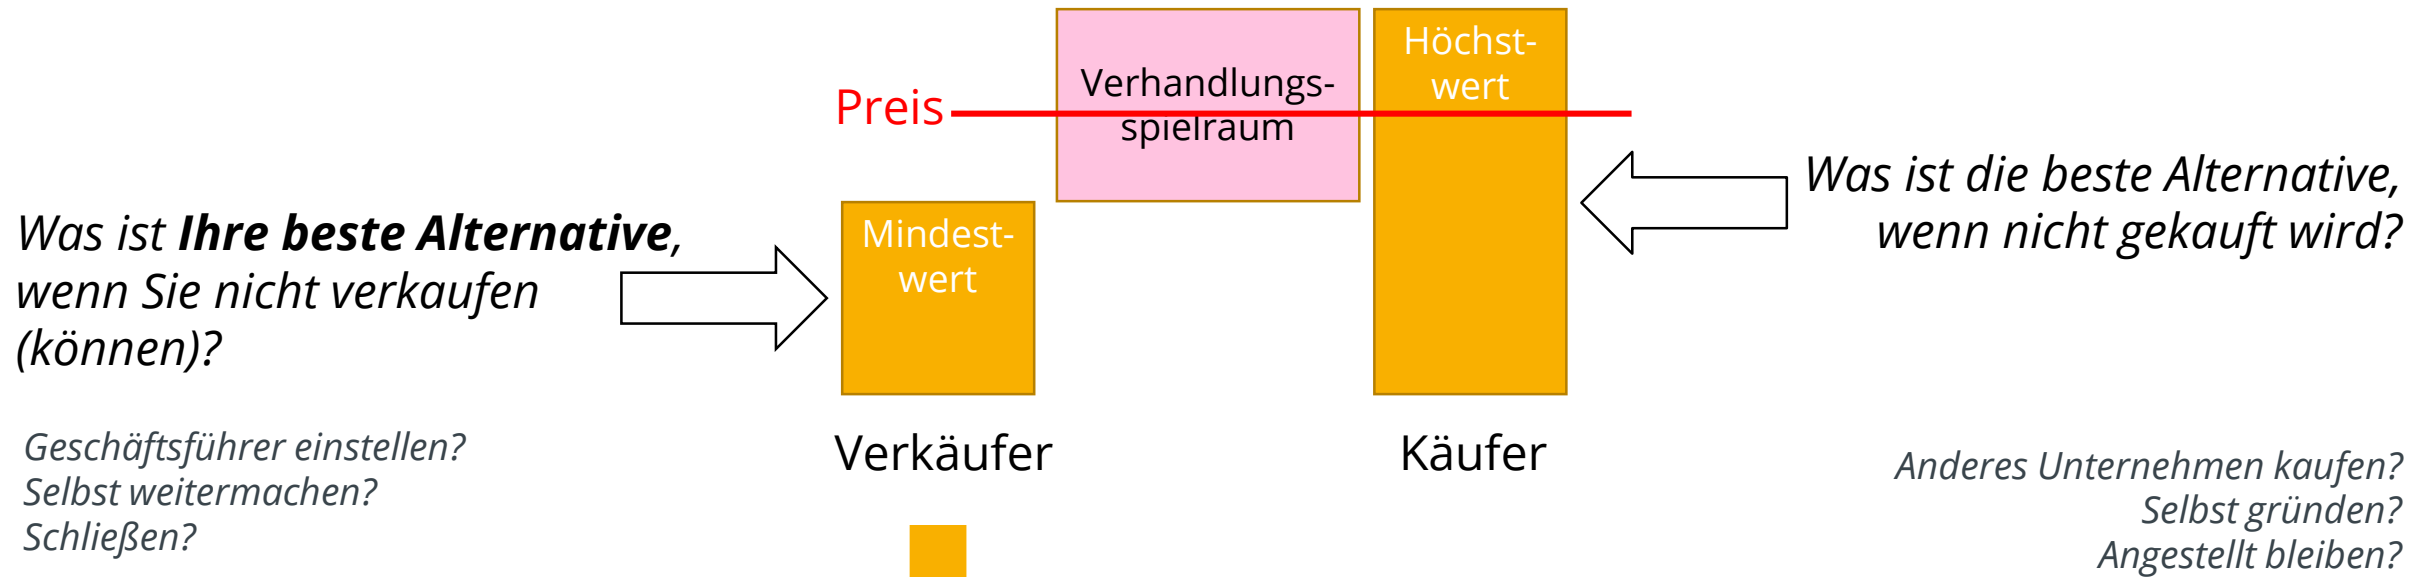 Was ist Ihre beste Alternative,
wenn Sie nicht verkaufen
(können)?
Geschäftsführer einstellen?
Selbst weitermachen?
Schließen?
Preis
Mindest-
wert
Verkäufer
Verhandlungs-
spielraum
Höchst-
wert
Käufer
Was ist die beste Alternative,
wenn nicht gekauft wird?
Anderes Unternehmen kaufen?
Selbst gründen?
Angestellt bleiben?